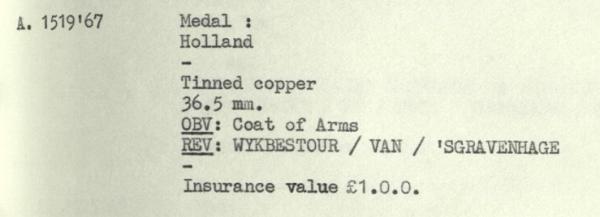 A. 1519'67 Medal :
Holland
-
Tinned copper
36.5 mm.
OBV: Coat of Arms
REV: WYKBESTOUR / VAN / 'SGRAVENHAGE
-
Insurance value £1.0.0.